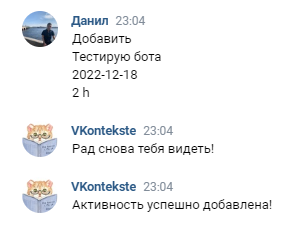 Данил 23:04
Добавить
Тестирую бота
2022-12-18
2 h
VKontekste 23:04
Рад снова тебя видеть!
VKontekste 23:04
Активность успешно добавлена!